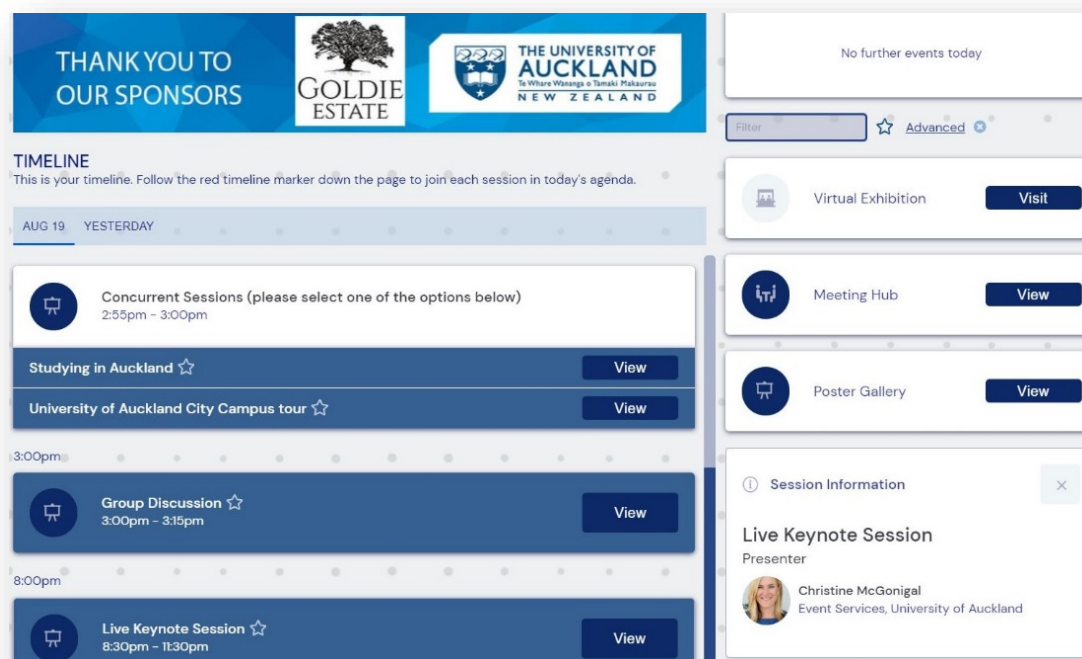 THANK YOU TO
OUR SPONSORS
GOLDIE
ESTATE
THE UNIVERSITY OF
AUCKLAND
Te Whare Wananga o Tamaki Makaurau
NEW ZEALAND
TIMELINE
This is your timeline. Follow the red timeline marker down the page to join each session in today's agenda.
AUG 19 YESTERDAY
Concurrent Sessions (please select one of the options below)
2:55pm - 3:00pm
Studying in Auckland View
University of Auckland City Campus tour View
3:00pm
Group Discussion
3:00pm - 3:15pm
View
8:00pm
Live Keynote Session
8:30pm - 11:30pm
View
No further events today
Filter Advanced
Virtual Exhibition Visit
Meeting Hub View
Poster Gallery View
Session Information
Live Keynote Session
Presenter
Christine McGonigal
Event Services, University of Auckland